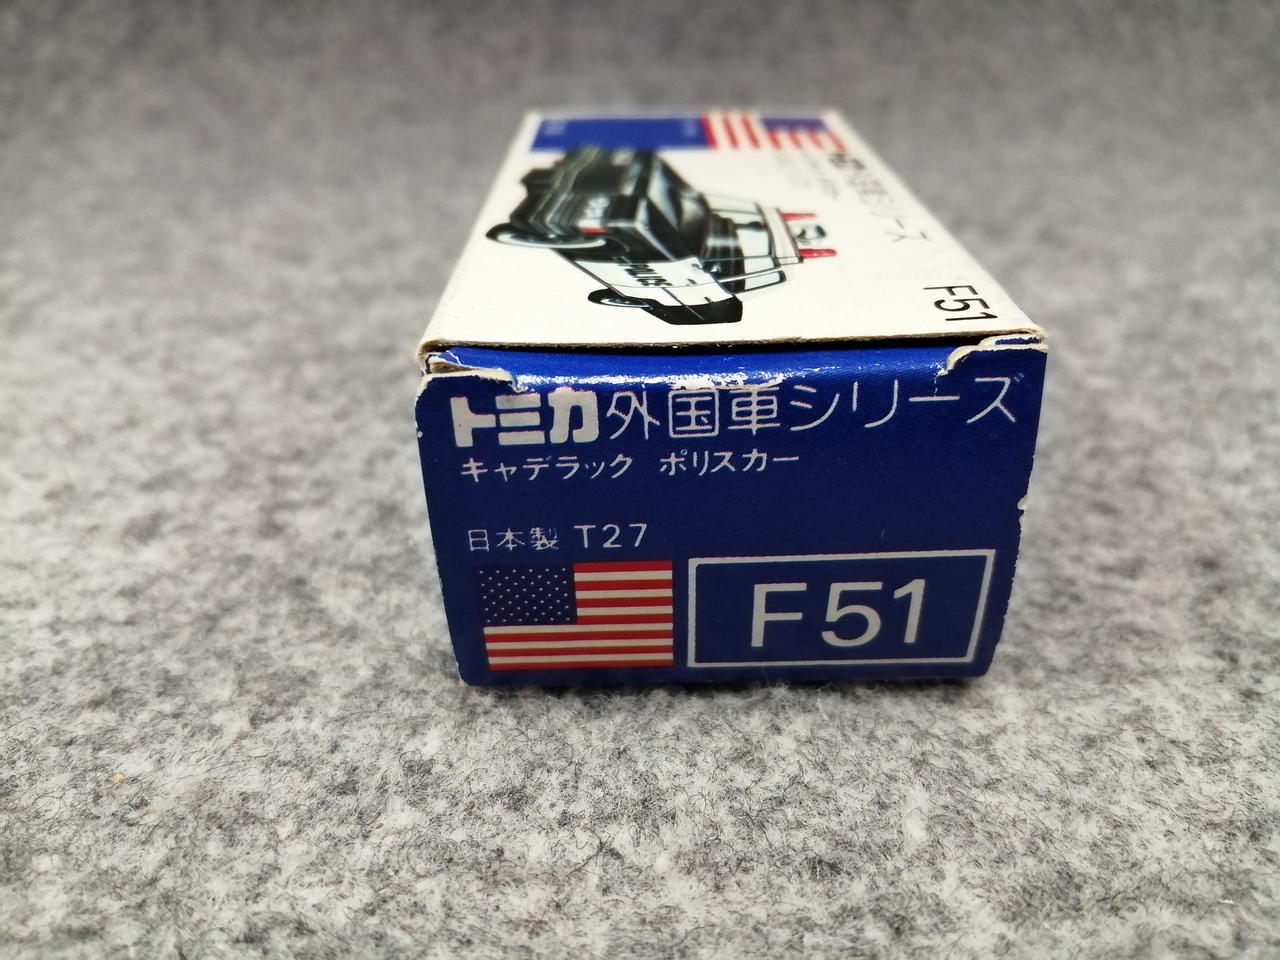 F51
POLICE
トミカ外国車シリーズ
キャデラック ポリスカー
日本製 T27
F51